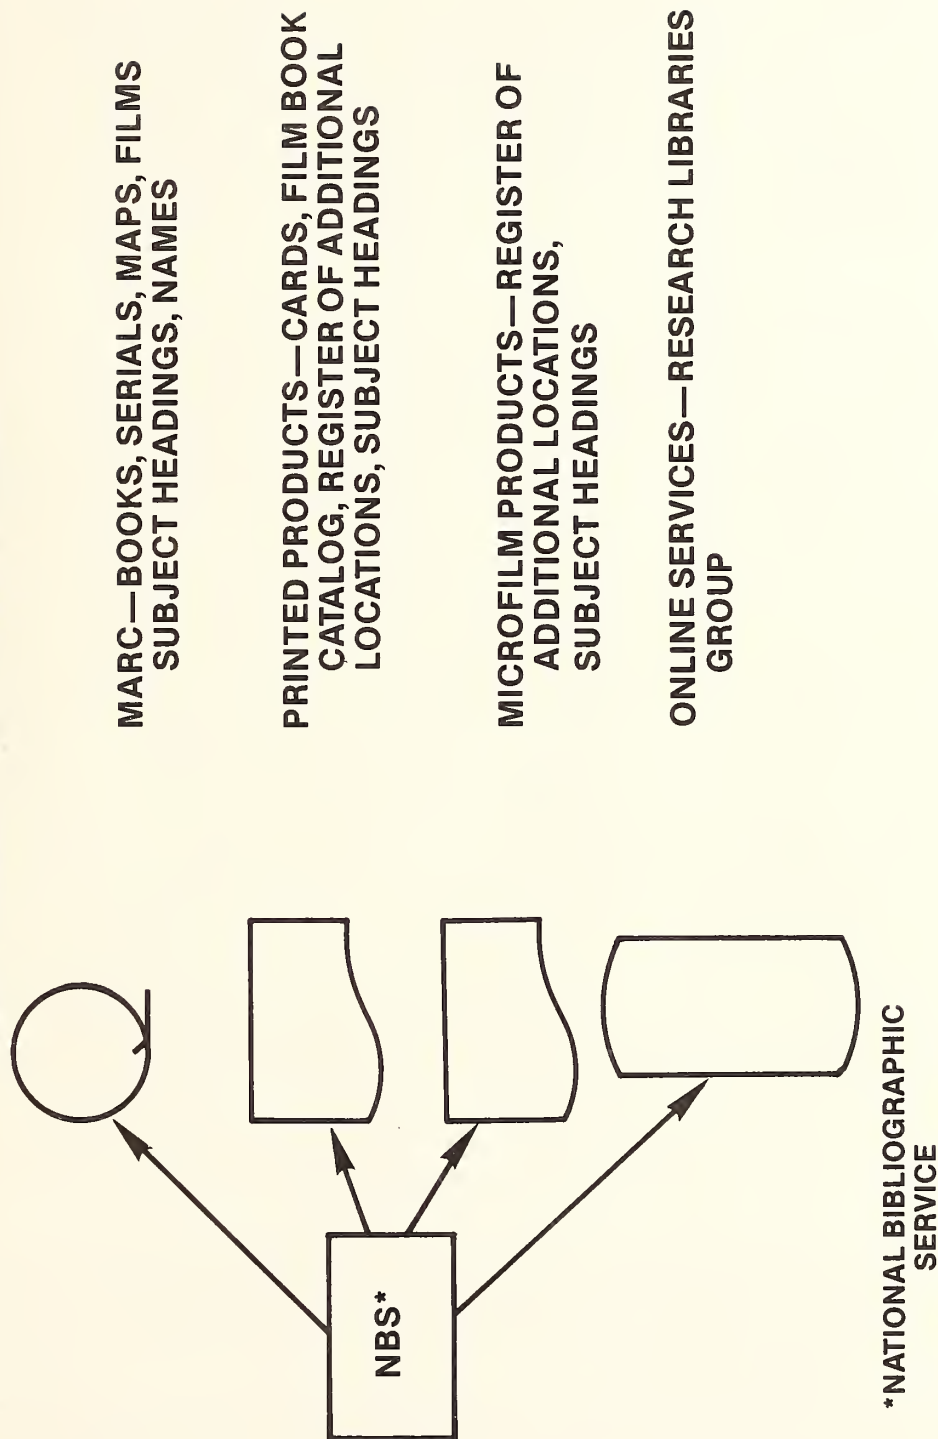 MARC—BOOKS, SERIALS, MAPS, FILMS
SUBJECT HEADINGS, NAMES
PRINTED PRODUCTS—CARDS, FILM BOOK
CATALOG, REGISTER OF ADDITIONAL
LOCATIONS, SUBJECT HEADINGS
MICROFILM PRODUCTS—REGISTER OF
ADDITIONAL LOCATIONS,
SUBJECT HEADINGS
ONLINE SERVICES—RESEARCH LIBRARIES
GROUP
NBS*
*NATIONAL BIBLIOGRAPHIC
SERVICE